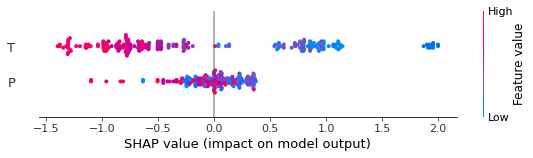 High
T
P
Low
Feature value
−1.5 −1.0 −0.5 0.0 0.5 1.0 1.5 2.0
SHAP value (impact on model output)